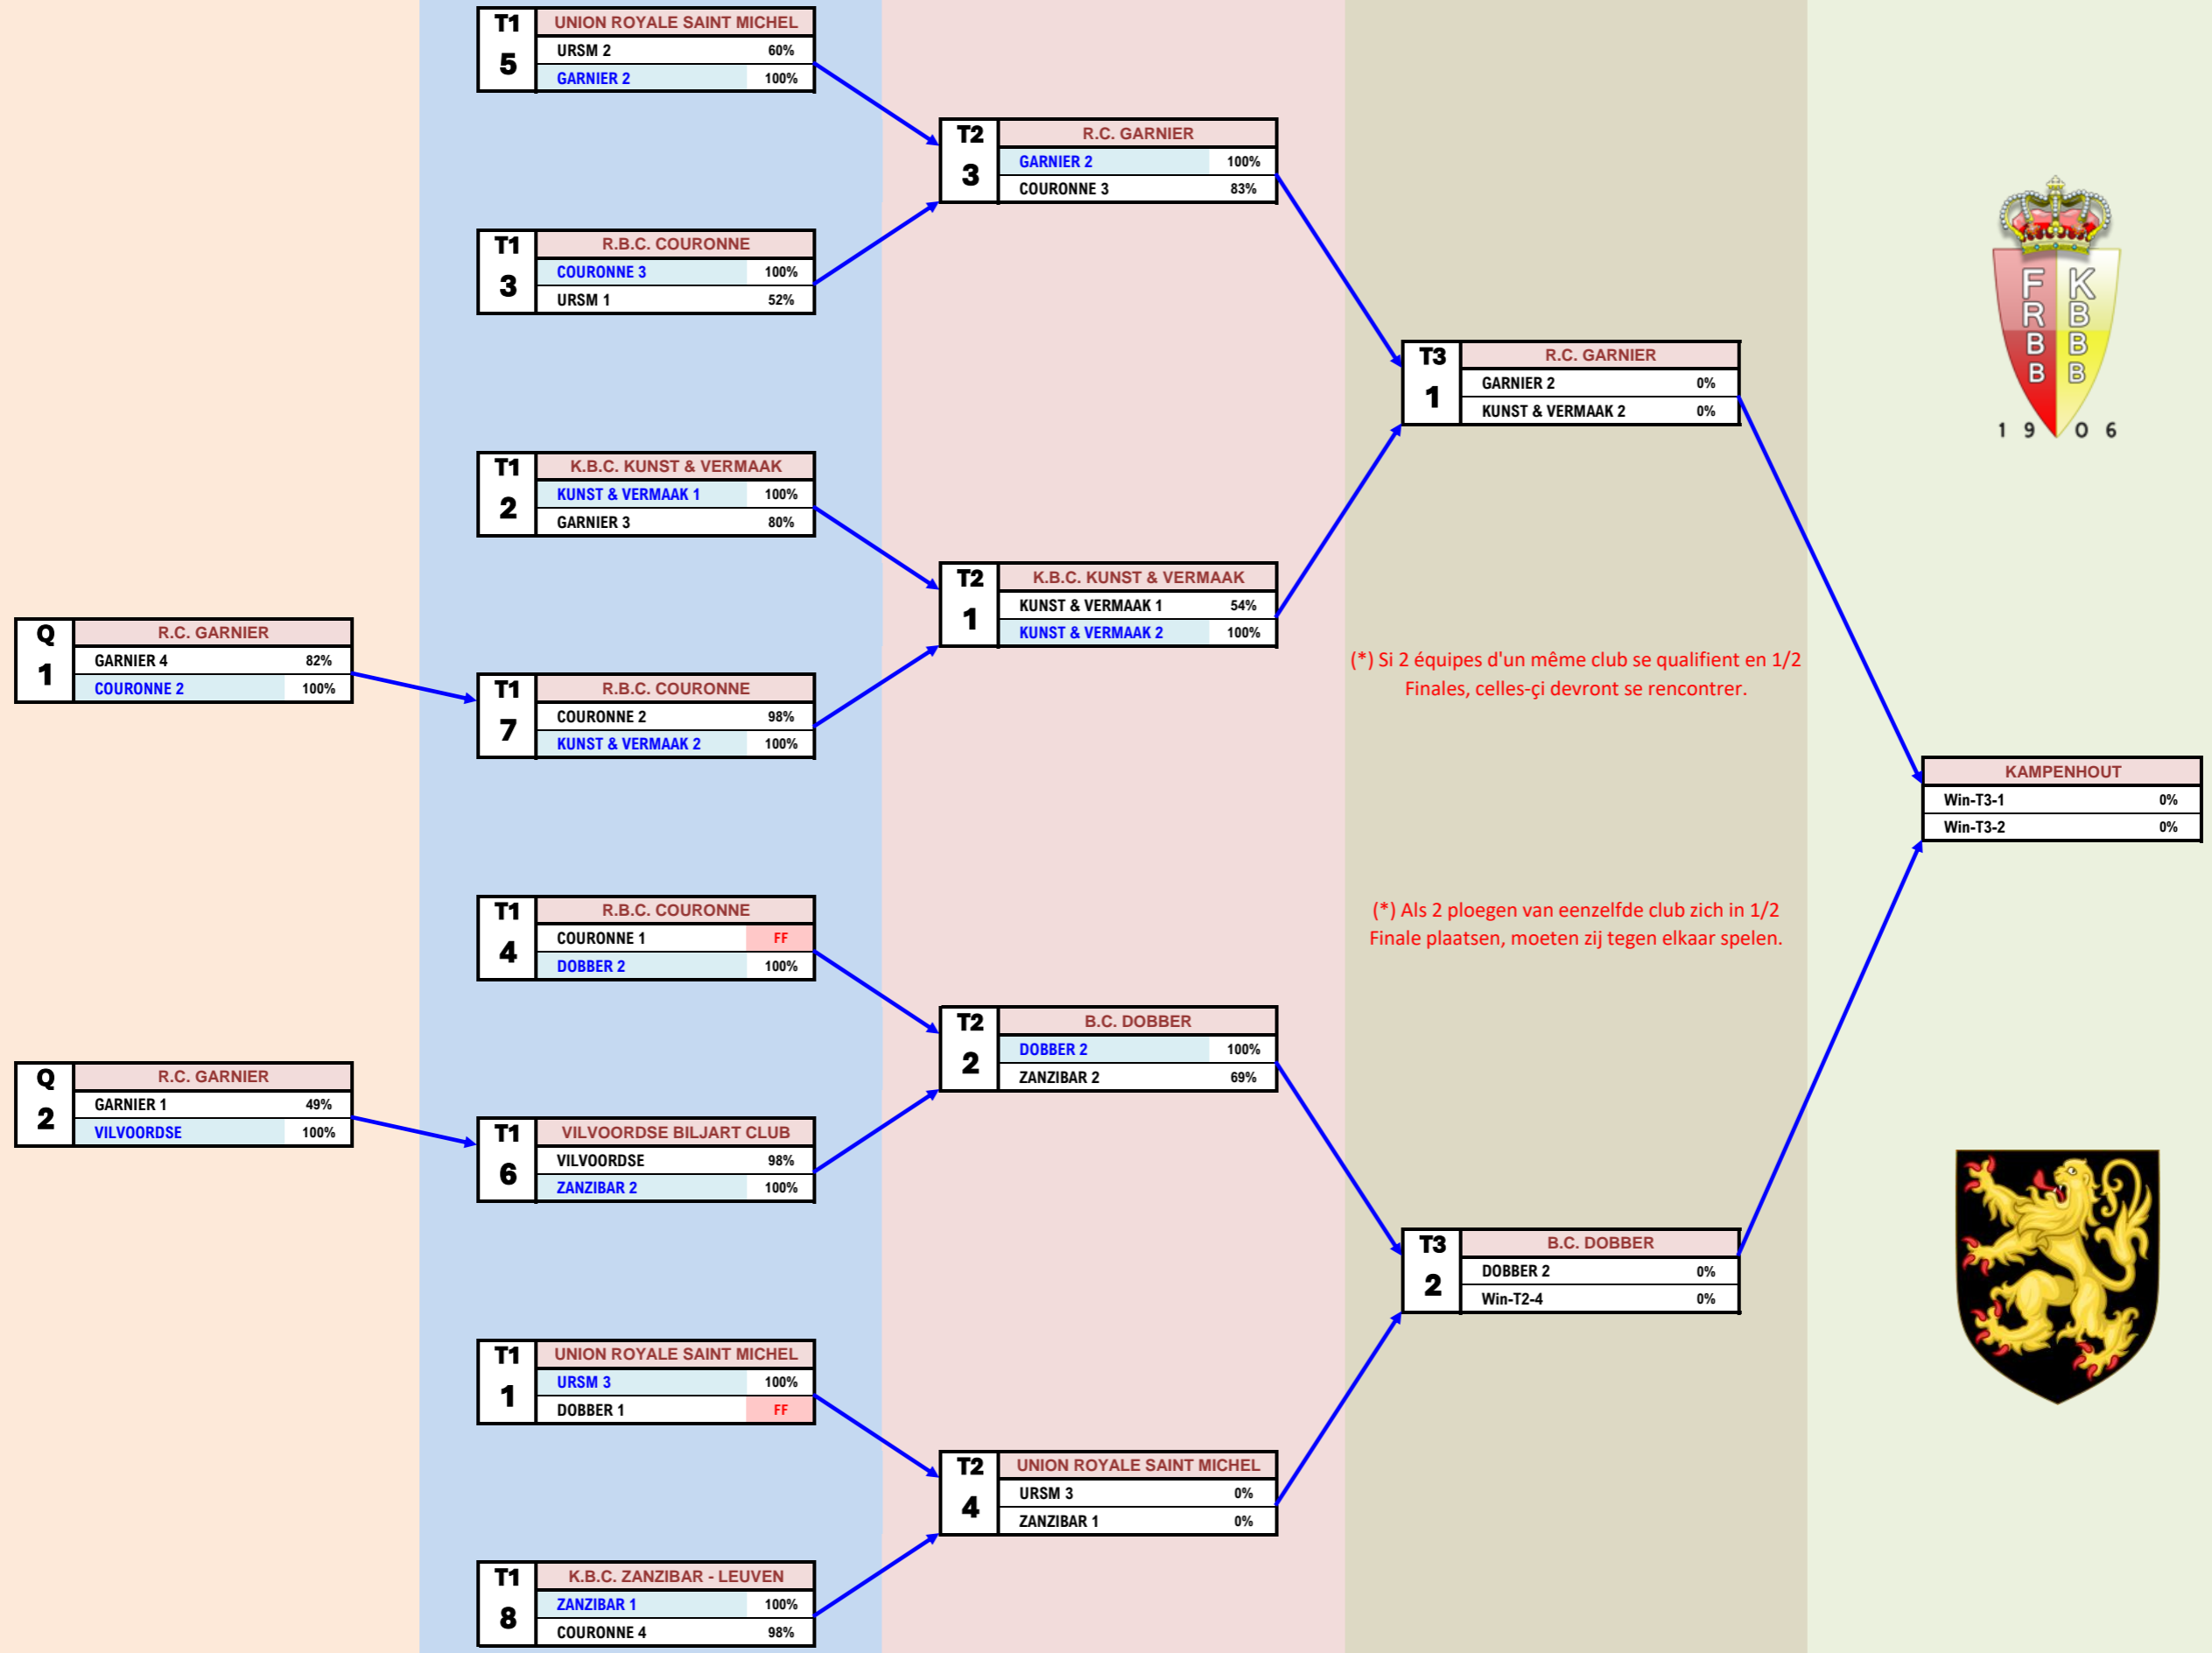 Q
1
R.C. GARNIER
GARNIER 4 82%
COURONNE 2 100%
Q
2
R.C. GARNIER
GARNIER 1 49%
VILVOORDSE 100%
T1
5
UNION ROYALE SAINT MICHEL
URSM 2 60%
GARNIER 2 100%
T1
3
R.B.C. COURONNE
COURONNE 3 100%
URSM 1 52%
T1
2
K.B.C. KUNST & VERMAAK
KUNST & VERMAAK 1 100%
GARNIER 3 80%
T1
7
R.B.C. COURONNE
COURONNE 2 98%
KUNST & VERMAAK 2 100%
T1
4
R.B.C. COURONNE
COURONNE 1 FF
DOBBER 2 100%
T1
6
VILVOORDSE BILJART CLUB
VILVOORDSE 98%
ZANZIBAR 2 100%
T1
1
UNION ROYALE SAINT MICHEL
URSM 3 100%
DOBBER 1 FF
T1
8
K.B.C. ZANZIBAR - LEUVEN
ZANZIBAR 1 100%
COURONNE 4 98%
T2
3
R.C. GARNIER
GARNIER 2 100%
COURONNE 3 83%
T2
1
K.B.C. KUNST & VERMAAK
KUNST & VERMAAK 1 54%
KUNST & VERMAAK 2 100%
T2
2
B.C. DOBBER
DOBBER 2 100%
ZANZIBAR 2 69%
T2
4
UNION ROYALE SAINT MICHEL
URSM 3 0%
ZANZIBAR 1 0%
T3
1
R.C. GARNIER
GARNIER 2 0%
KUNST & VERMAAK 2 0%
(*) Si 2 équipes d'un même club se qualifient en 1/2
Finales, celles-çi devront se rencontrer.
(*) Als 2 ploegen van eenzelfde club zich in 1/2
Finale plaatsen, moeten zij tegen elkaar spelen.
T3
2
B.C. DOBBER
DOBBER 2 0%
Win-T2-4 0%
F K
R B
B B
B B
1 9 0 6
KAMPENHOUT
Win-T3-1 0%
Win-T3-2 0%